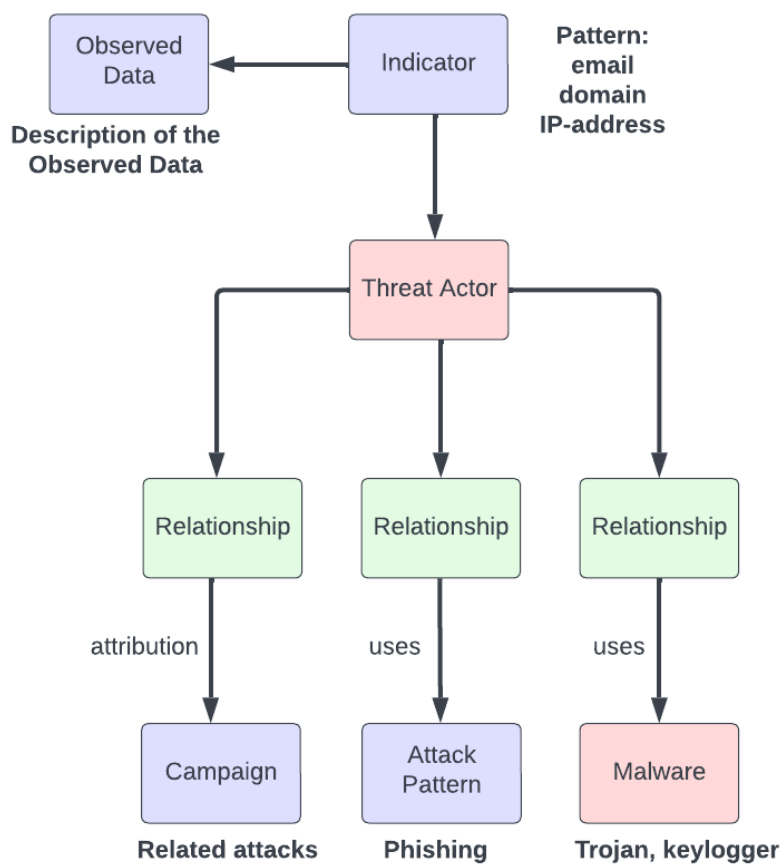 Observed
Data
Indicator
Pattern:
email
domain
IP-address
Description of the
Observed Data
Threat Actor
Relationship
Relationship
Relationship
attribution
uses
uses
Campaign
Attack
Pattern
Malware
Related attacks
Phishing
Trojan, keylogger